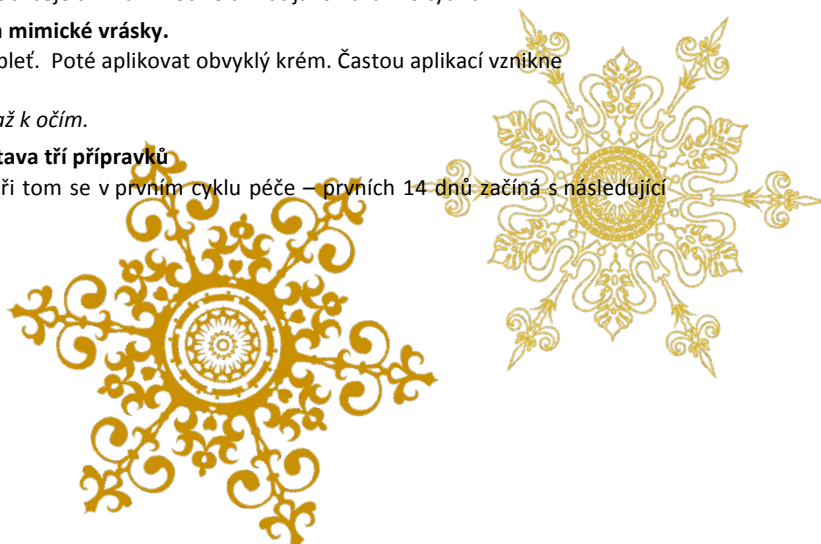 mimické vrásky.
pleť. Poté aplikovat obvyklý krém. Častou aplikací vznikne
až k očím.
tava tří přípravků
ři tom se v prvním cyklu péče – prvních 14 dnů začíná s následující